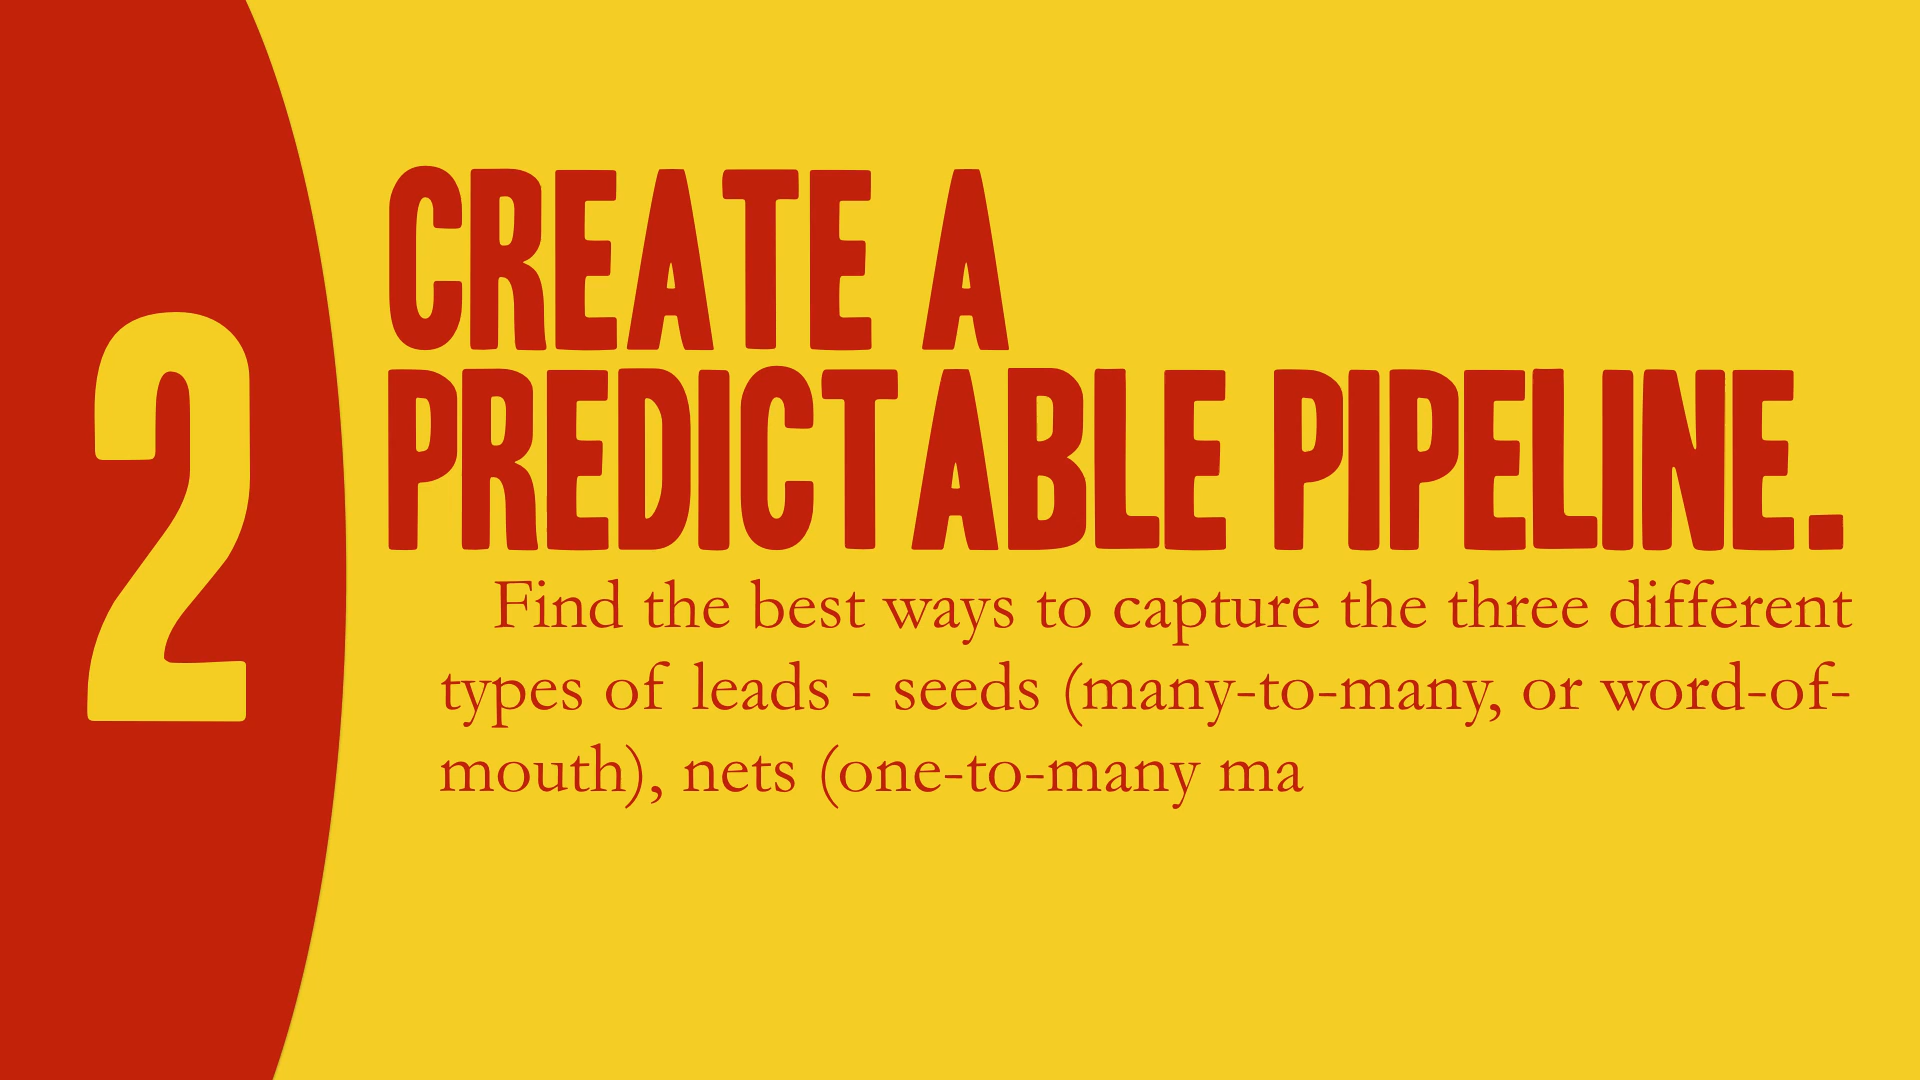 2
CREATE A
PREDICTABLE PIPELINE.
Find the best ways to capture the three different
types of leads - seeds (many-to-many, or word-of-
mouth), nets (one-to-many ma